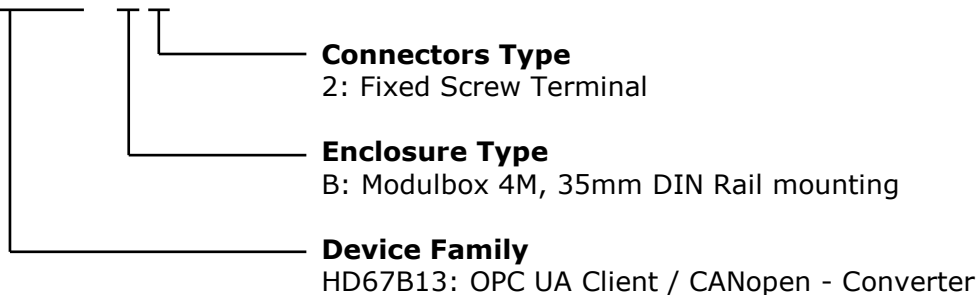 Connectors Type
2: Fixed Screw Terminal
Enclosure Type
B: Modulbox 4M, 35mm DIN Rail mounting
Device Family
HD67B13: OPC UA Client / CANopen - Converter